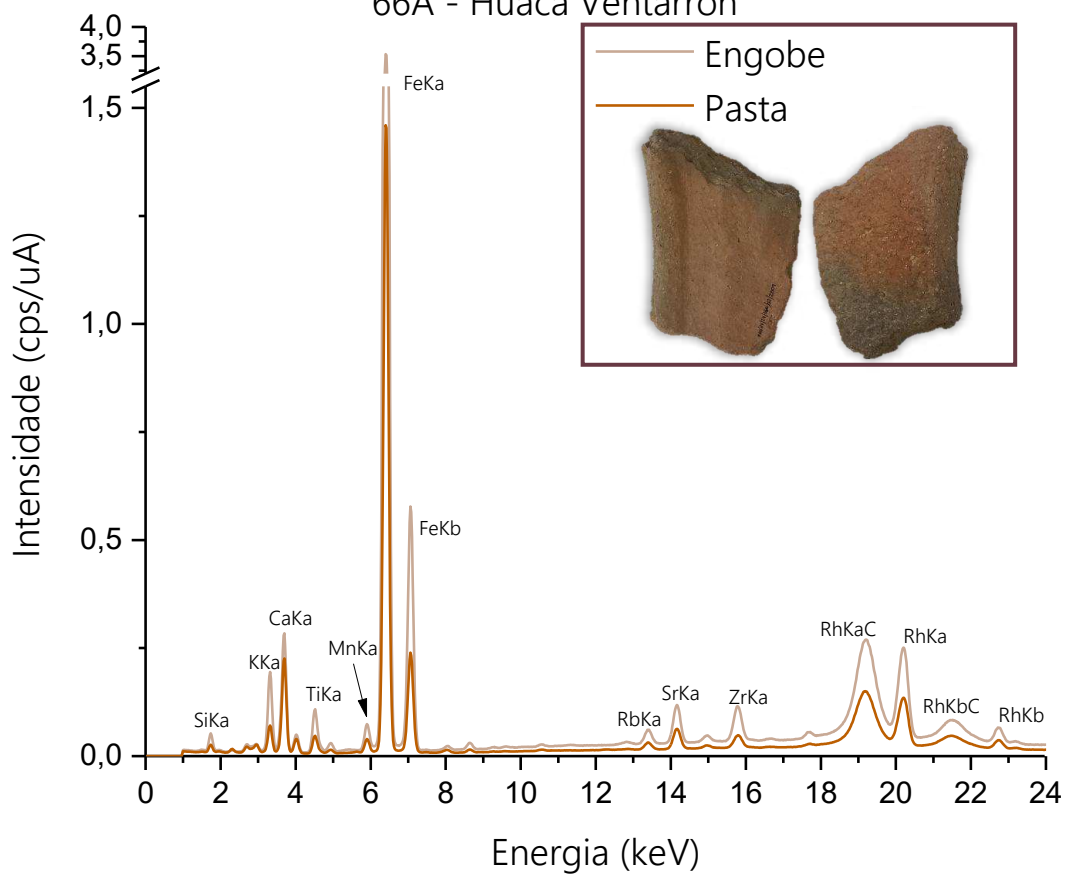 66A - Huaca Ventarrón
4,0
3,5
1,5
1,0
0,5
0,0
Intensidade (cps/uA)
Engobe
Pasta
FeKa
FeKb
CaKa
KKa
MnKa
TiKa
SiKa
RbKa
SrKa
ZrKa
RhKaC
RhKa
RhKbC
RhKb
0 2 4 6 8 10 12 14 16 18 20 22 24
Energia (keV)